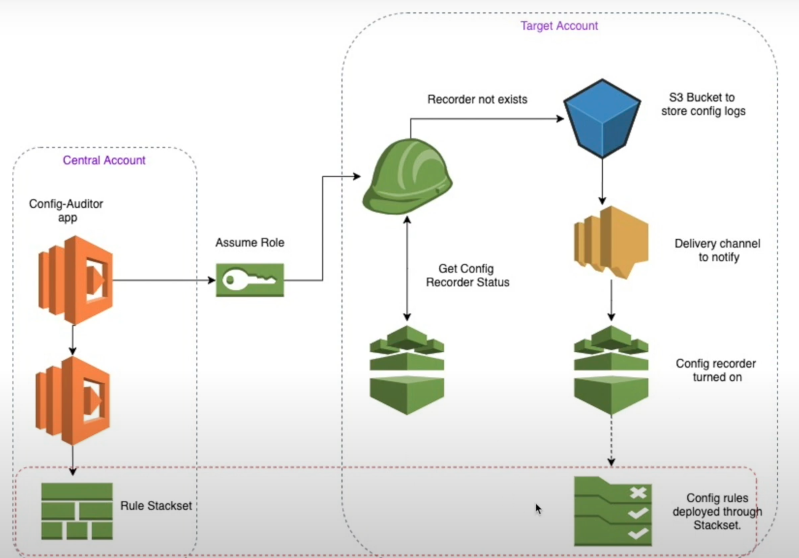 Target Account
Recorder not exists
S3 Bucket to
store config logs
Central Account
Config-Auditor
app
Assume Role
Delivery channel
to notify
Get Config
Recorder Status
Config recorder
turned on
Rule Stackset
Config rules
deployed through
Stackset.